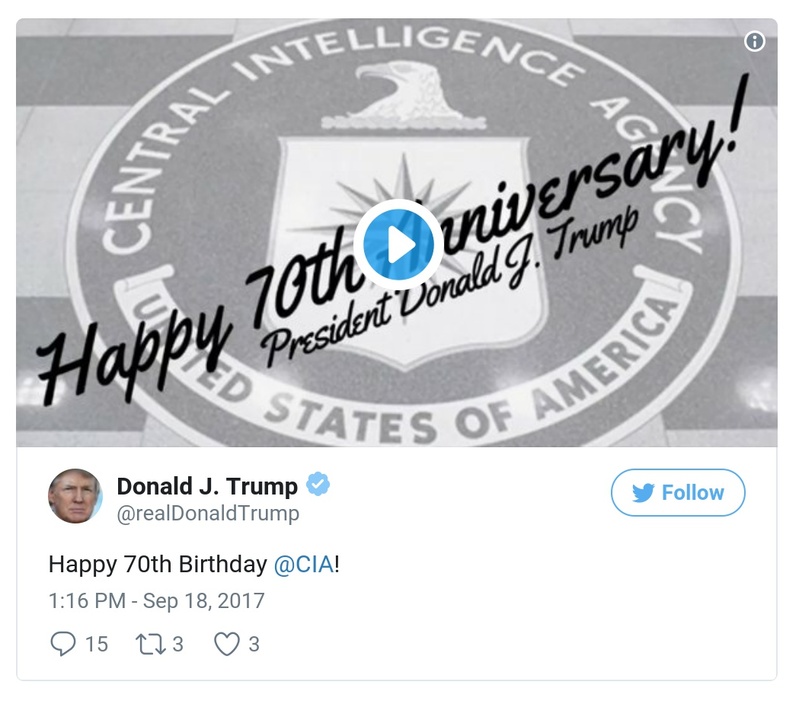 CENTRAL INTELLIGENCE AGENCY
Happy 70th Anniversary!
President Donald J. Trump
UNITED STATES OF AMERICA
Donald J. Trump
@realDonaldTrump
Follow
Happy 70th Birthday @CIA!
1:16 PM - Sep 18, 2017
15 3 3